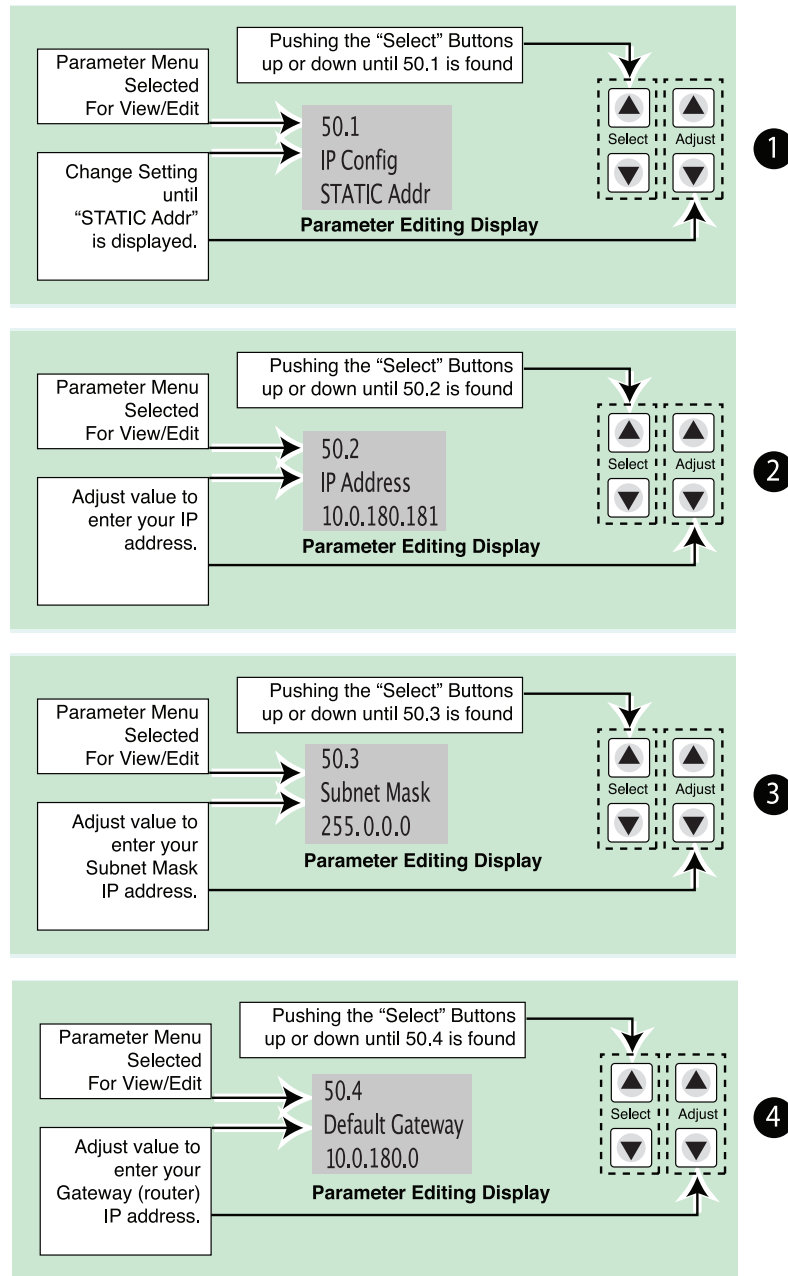 Pushing the “Select” Buttons
up or down until 50.1 is found
Parameter Menu
Selected
For View/Edit
50.1
IP Config
STATIC Addr
Parameter Editing Display
Change Setting
until
“STATIC Addr”
is displayed.
Select
Adjust
1
Pushing the “Select” Buttons
up or down until 50.2 is found
Parameter Menu
Selected
For View/Edit
50.2
IP Address
10.0.180.181
Parameter Editing Display
Adjust value to
enter your IP
address.
Select
Adjust
2
Pushing the “Select” Buttons
up or down until 50.3 is found
Parameter Menu
Selected
For View/Edit
50.3
Subnet Mask
255.0.0.0
Parameter Editing Display
Adjust value to
enter your
Subnet Mask
IP address.
Select
Adjust
3
Pushing the “Select” Buttons
up or down until 50.4 is found
Parameter Menu
Selected
For View/Edit
50.4
Default Gateway
10.0.180.0
Parameter Editing Display
Adjust value to
enter your
Gateway (router)
IP address.
Select
Adjust
4